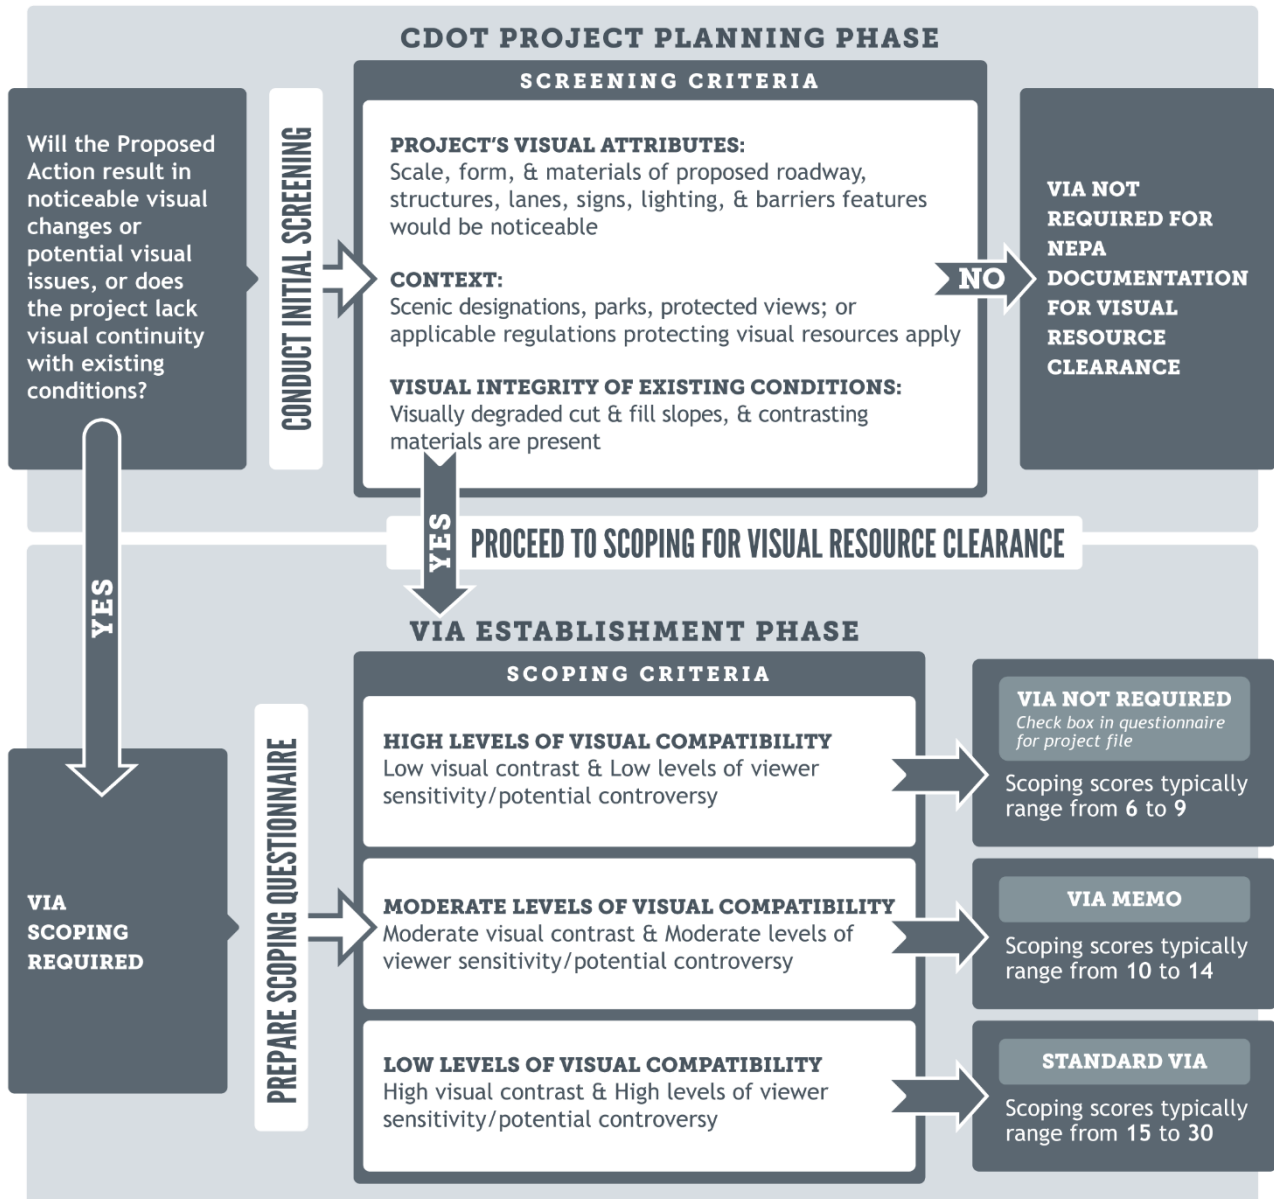 CDOT PROJECT PLANNING PHASE
Will the Proposed
Action result in
noticeable visual
changes or
potential visual
issues, or does
the project lack
visual continuity
with existing
conditions?
CONDUCT INITIAL SCREENING
SCREENING CRITERIA
PROJECT'S VISUAL ATTRIBUTES:
Scale, form, & materials of proposed roadway,
structures, lanes, signs, lighting, & barriers features
would be noticeable
CONTEXT:
Scenic designations, parks, protected views; or
applicable regulations protecting visual resources apply
VISUAL INTEGRITY OF EXISTING CONDITIONS:
Visually degraded cut & fill slopes, & contrasting
materials are present
NO
VIA NOT
REQUIRED FOR
NEPA
DOCUMENTATION
FOR VISUAL
RESOURCE
CLEARANCE
YES
YES
PROCEED TO SCOPING FOR VISUAL RESOURCE CLEARANCE
VIA ESTABLISHMENT PHASE
VIA
SCOPING
REQUIRED
PREPARE SCOPING QUESTIONNAIRE
SCOPING CRITERIA
HIGH LEVELS OF VISUAL COMPATIBILITY
Low visual contrast & Low levels of viewer
sensitivity/potential controversy
VIA NOT REQUIRED
Check box in questionnaire
for project file
Scoping scores typically
range from 6 to 9
MODERATE LEVELS OF VISUAL COMPATIBILITY
Moderate visual contrast & Moderate levels of
viewer sensitivity/potential controversy
VIA MEMO
Scoping scores typically
range from 10 to 14
LOW LEVELS OF VISUAL COMPATIBILITY
High visual contrast & High levels of viewer
sensitivity/potential controversy
STANDARD VIA
Scoping scores typically
range from 15 to 30